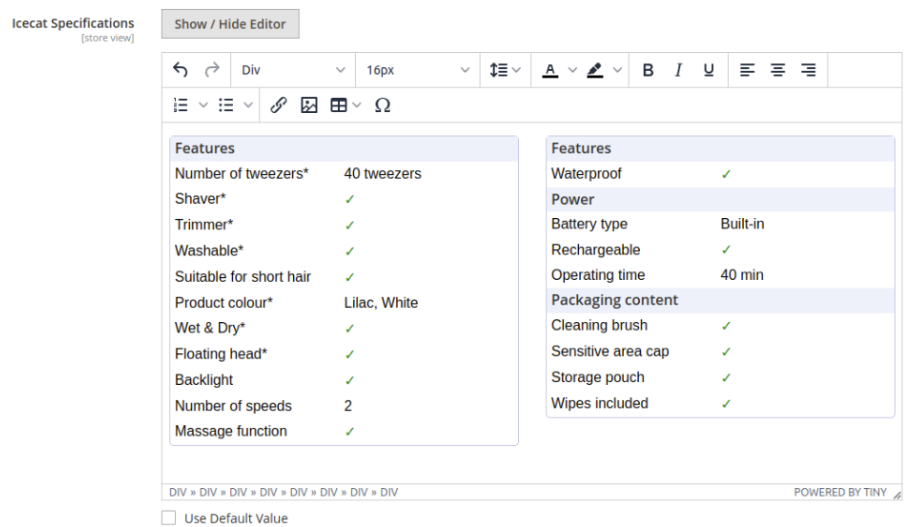 Icecat Specifications
[store view]
Show / Hide Editor
Div
16px
A
B I U
Ω
Features
Number of tweezers* 40 tweezers
Shaver* ✓
Trimmer* ✓
Washable* ✓
Suitable for short hair ✓
Product colour* Lilac, White
Wet & Dry* ✓
Floating head* ✓
Backlight ✓
Number of speeds 2
Massage function ✓
Features
Waterproof ✓
Power
Battery type Built-in
Rechargeable ✓
Operating time 40 min
Packaging content
Cleaning brush ✓
Sensitive area cap ✓
Storage pouch ✓
Wipes included ✓
DIV » DIV » DIV » DIV » DIV » DIV » DIV » DIV
POWERED BY TINY
Use Default Value